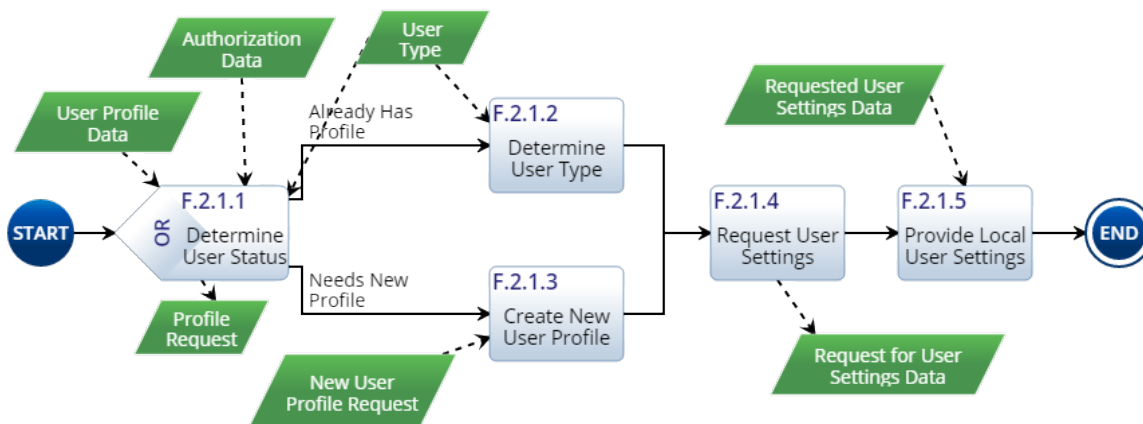 Authorization
Data
User
Type
User Profile
Data
Already Has
Profile
F.2.1.2
Determine
User Type
Requested User
Settings Data
START
OR
F.2.1.1
Determine
User Status
F.2.1.4
Request User
Settings
F.2.1.5
Provide Local
User Settings
END
Needs New
Profile
F.2.1.3
Create New
User Profile
Profile
Request
New User
Profile Request
Request for User
Settings Data